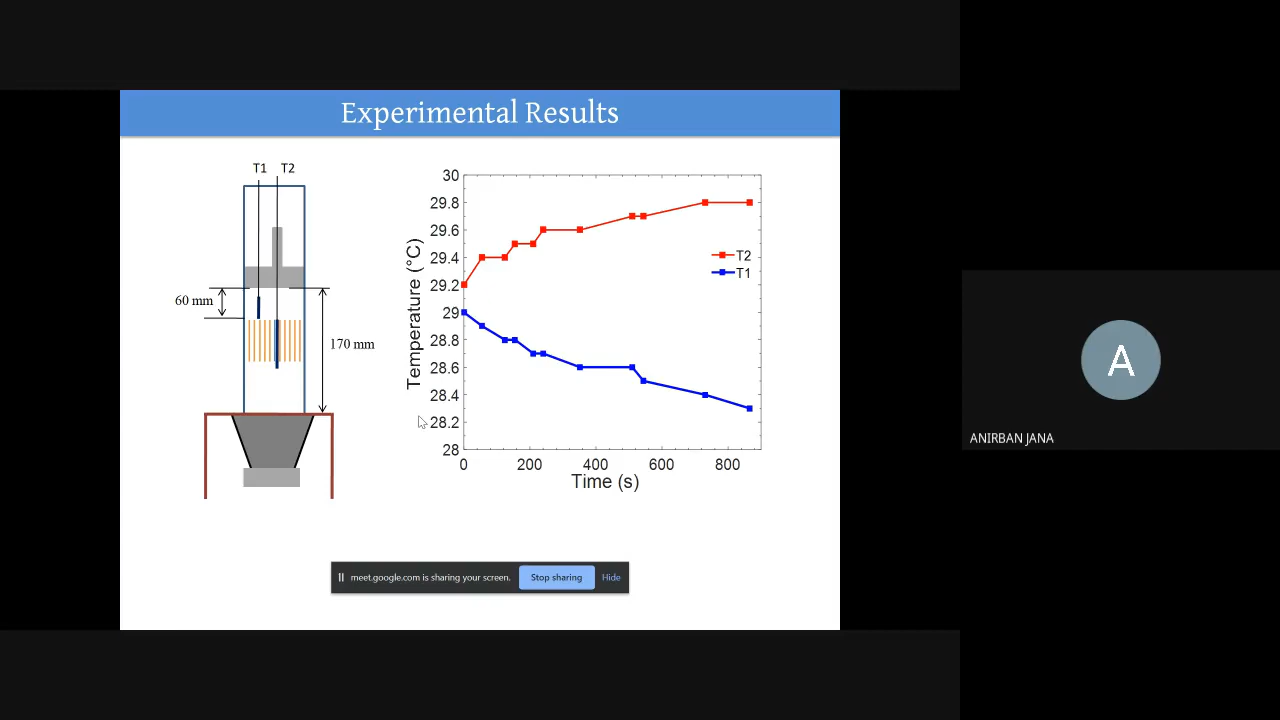 Experimental Results
T1 T2
60 mm
170 mm
30
29.8
29.6
29.4
29.2
29
28.8
28.6
28.4
28.2
28
Temperature (°C)
T2
T1
0 200 400 600 800
Time (s)
meet.google.com is sharing your screen. Stop sharing Hide
A
ANIRBAN JANA